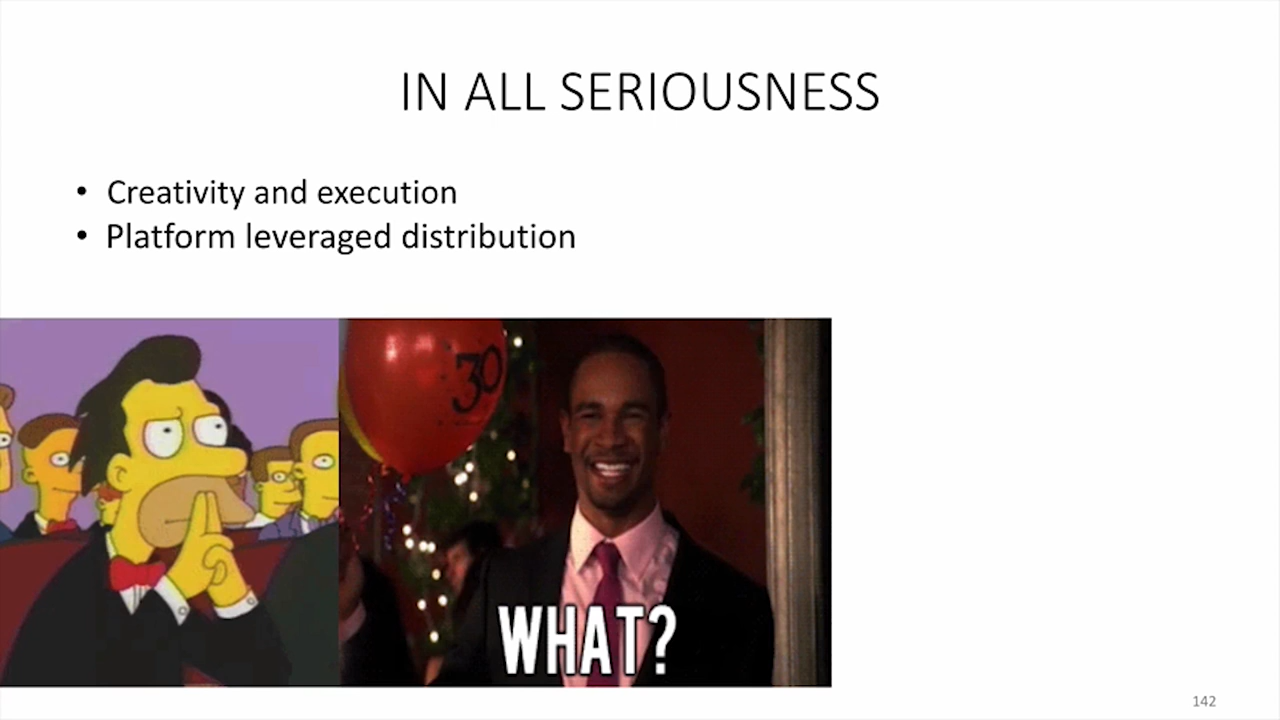 IN ALL SERIOUSNESS
• Creativity and execution
• Platform leveraged distribution
30
WHAT?
142